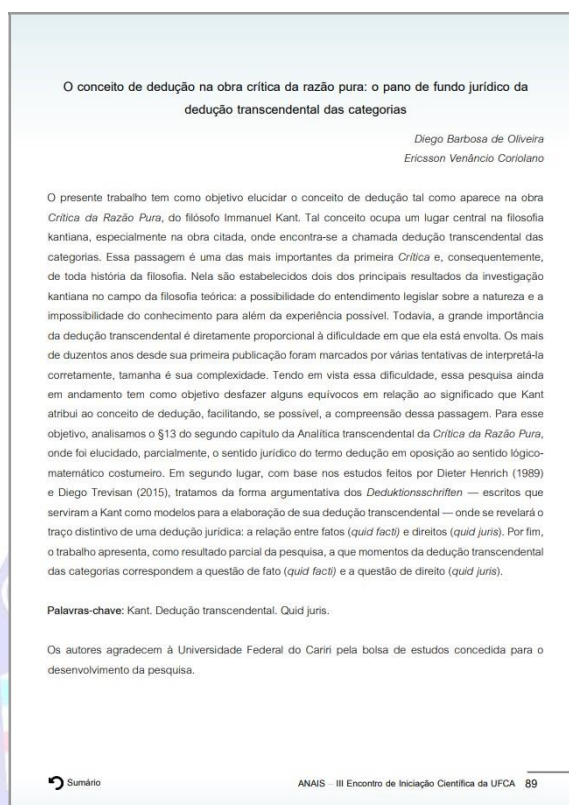 O conceito de dedução na obra crítica da razão pura: o pano de fundo jurídico da
dedução transcendental das categorias
Diego Barbosa de Oliveira
Ericsson Venâncio Coriolano
O presente trabalho tem como objetivo elucidar o conceito de dedução tal como aparece na obra
Crítica da Razão Pura, do filósofo Immanuel Kant. Tal conceito ocupa um lugar central na filosofia
kantiana, especialmente na obra citada, onde encontra-se a chamada dedução transcendental das
categorias. Essa passagem é uma das mais importantes da primeira Crítica e, consequentemente,
de toda história da filosofia. Nela são estabelecidos dois dos principais resultados da investigação
kantiana no campo da filosofia teórica: a possibilidade do entendimento legislar sobre a natureza e a
impossibilidade do conhecimento para além da experiência possível. Todavia, a grande importância
da dedução transcendental é diretamente proporcional à dificuldade em que ela está envolta. Os mais
de duzentos anos desde sua primeira publicação foram marcados por várias tentativas de interpretá-la
corretamente, tamanha é sua complexidade. Tendo em vista essa dificuldade, essa pesquisa ainda
em andamento tem como objetivo desfazer alguns equívocos em relação ao significado que Kant
atribui ao conceito de dedução, facilitando, se possível, a compreensão dessa passagem. Para esse
objetivo, analisamos o §13 do segundo capítulo da Analítica transcendental da Crítica da Razão Pura,
onde foi elucidado, parcialmente, o sentido jurídico do termo dedução em oposição ao sentido lógico-
matemático costumeiro. Em segundo lugar, com base nos estudos feitos por Dieter Henrich (1989)
e Diego Trevisan (2015), tratamos da forma argumentativa dos Deduktionsschriften — escritos que
serviram a Kant como modelos para a elaboração de sua dedução transcendental — onde se revelará o
traço distintivo de uma dedução jurídica: a relação entre fatos (quid facti) e direitos (quid juris). Por fim,
o trabalho apresenta, como resultado parcial da pesquisa, a que momentos da dedução transcendental
das categorias correspondem a questão de fato (quid facti) e a questão de direito (quid juris).
Palavras-chave: Kant. Dedução transcendental. Quid juris.
Os autores agradecem à Universidade Federal do Cariri pela bolsa de estudos concedida para o
desenvolvimento da pesquisa.
Sumário
ANAIS – III Encontro de Iniciação Científica da UFCA 89